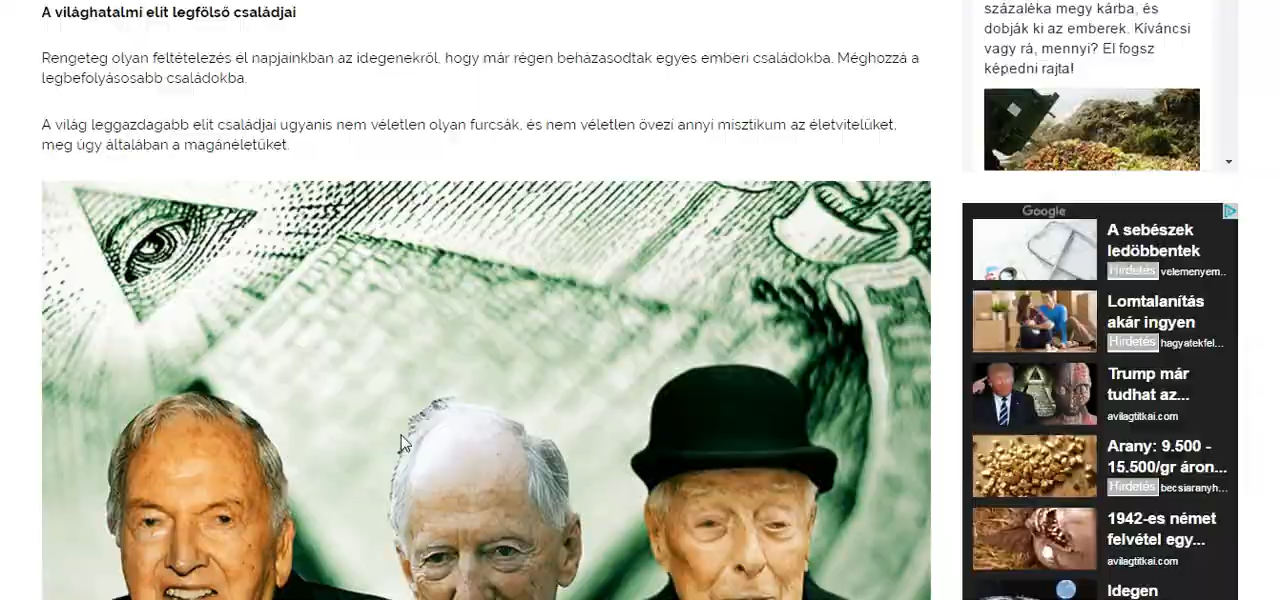 A világhatalmi elit legfölső családjai
Rengeteg olyan feltételezés él napjainkban az idegenekről, hogy már régen beházasodtak egyes emberi családokba. Méghozzá a
legbefolyásosabb családokba.
A világ leggazdagabb elit családjai ugyanis nem véletlen olyan furcsák, és nem véletlen övezi annyi misztikum az életvitelüket,
meg úgy általában a magánéletüket.
százaléka megy kárba, és
dobják ki az emberek. Kíváncsi
vagy rá, mennyi? El fogsz
képedni rajta!
Google
A sebészek
ledöbbentek
Hirdetés velemenyem..
Lomtalanítás
akár ingyen
Hirdetés hagyatekfel...
Trump már
tudhat az...
avilagtitkai.com
Arany: 9.500 -
15.500/gr áron...
Hirdetés becsiaranyh...
1942-es német
felvétel egy...
avilagtitkai.com
Idegen